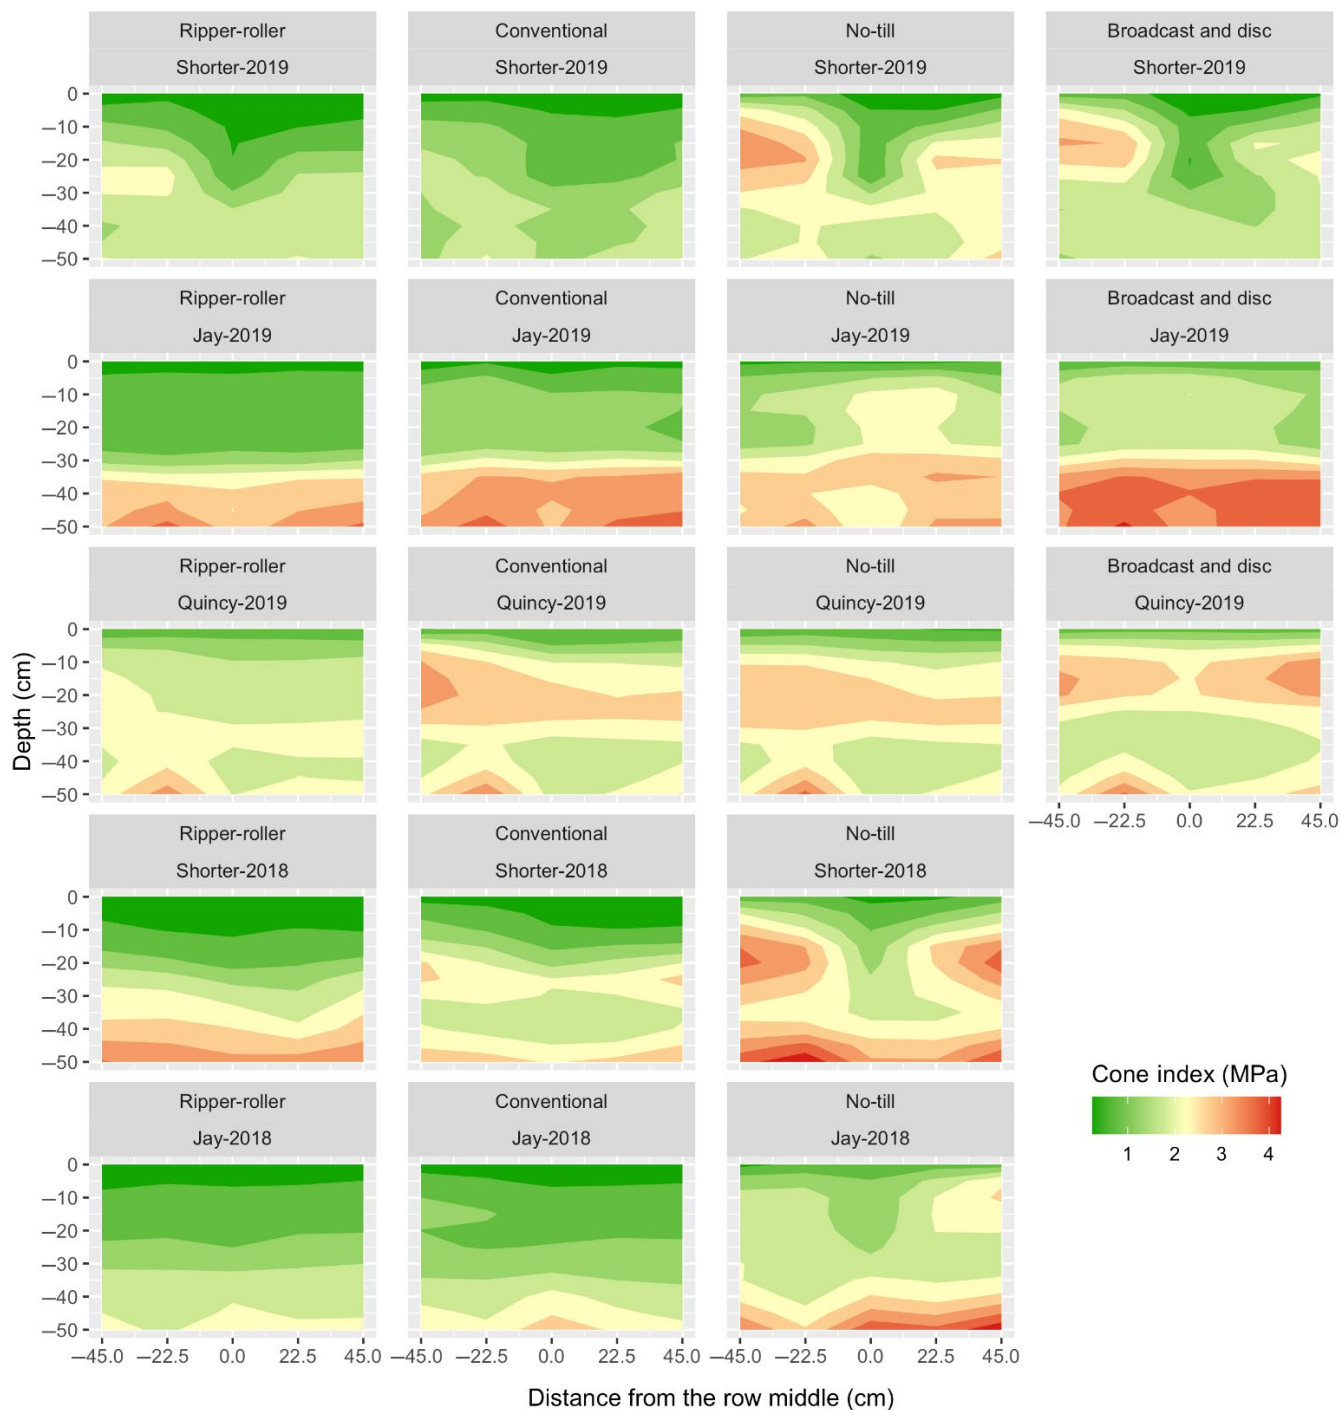 Ripper-roller
Conventional
No-till
Broadcast and disc
Shorter-2019
Shorter-2019
Shorter-2019
Shorter-2019
0
−10
−20
−30
−40
−50
Ripper-roller
Conventional
No-till
Broadcast and disc
Jay-2019
Jay-2019
Jay-2019
Jay-2019
0
−10
−20
−30
−40
−50
Ripper-roller
Conventional
No-till
Broadcast and disc
Quincy-2019
Quincy-2019
Quincy-2019
Quincy-2019
0
−10
−20
−30
−40
−50
Depth (cm)
−45.0 −22.5 0.0 22.5 45.0
Ripper-roller
Conventional
No-till
Shorter-2018
Shorter-2018
Shorter-2018
0
−10
−20
−30
−40
−50
Cone index (MPa)
1 2 3 4
Ripper-roller
Conventional
No-till
Jay-2018
Jay-2018
Jay-2018
0
−10
−20
−30
−40
−50
−45.0 −22.5 0.0 22.5 45.0
−45.0 −22.5 0.0 22.5 45.0
−45.0 −22.5 0.0 22.5 45.0
Distance from the row middle (cm)